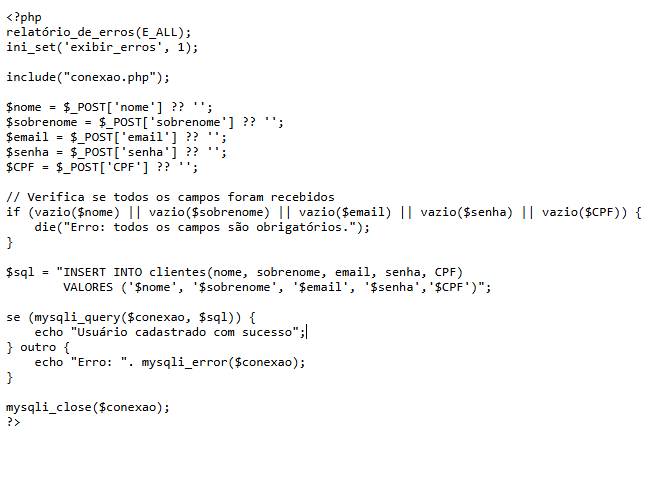 <?php
relatório_de_erros(E_ALL);
ini_set('exibir_erros', 1);

include("conexao.php");

$nome = $_POST['nome'] ?? '';
$sobrenome = $_POST['sobrenome'] ?? '';
$email = $_POST['email'] ?? '';
$senha = $_POST['senha'] ?? '';
$CPF = $_POST['CPF'] ?? '';

// Verifica se todos os campos foram recebidos
if (vazio($nome) || vazio($sobrenome) || vazio($email) || vazio($senha) || vazio($CPF)) {
    die("Erro: todos os campos são obrigatórios.");
}

$sql = "INSERT INTO clientes(nome, sobrenome, email, senha, CPF)
        VALORES ('$nome', '$sobrenome', '$email', '$senha','$CPF')";

se (mysqli_query($conexao, $sql)) {
    echo "Usuário cadastrado com sucesso";
} outro {
    echo "Erro: ". mysqli_error($conexao);
}

mysqli_close($conexao);
?>